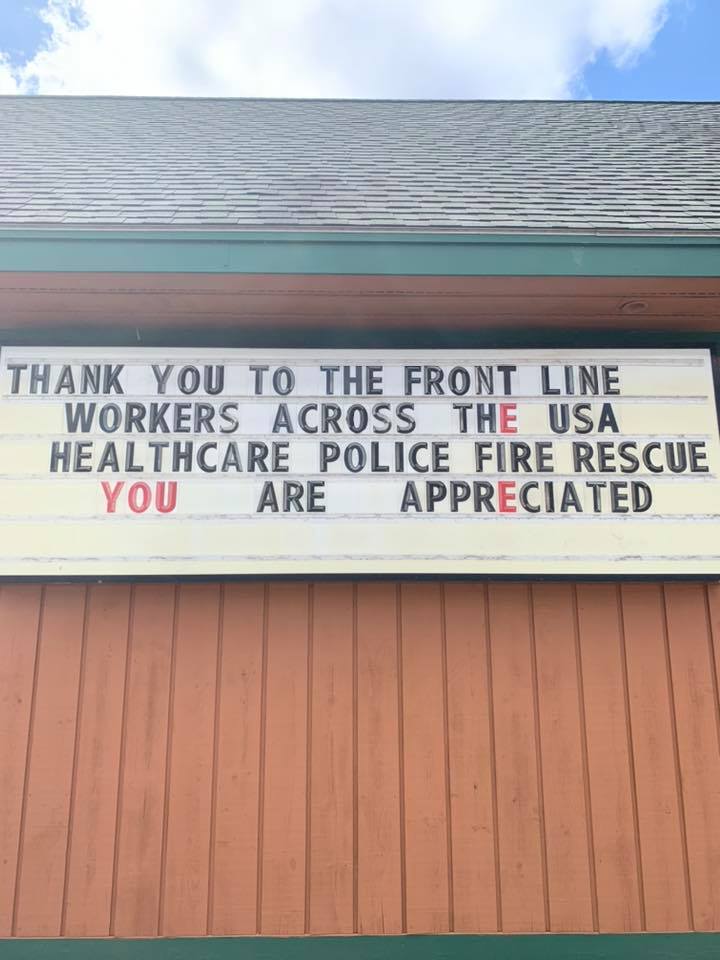 THANK YOU TO THE FRONT LINE
WORKERS ACROSS THE USA
HEALTHCARE POLICE FIRE RESCUE
YOU ARE APPRECIATED